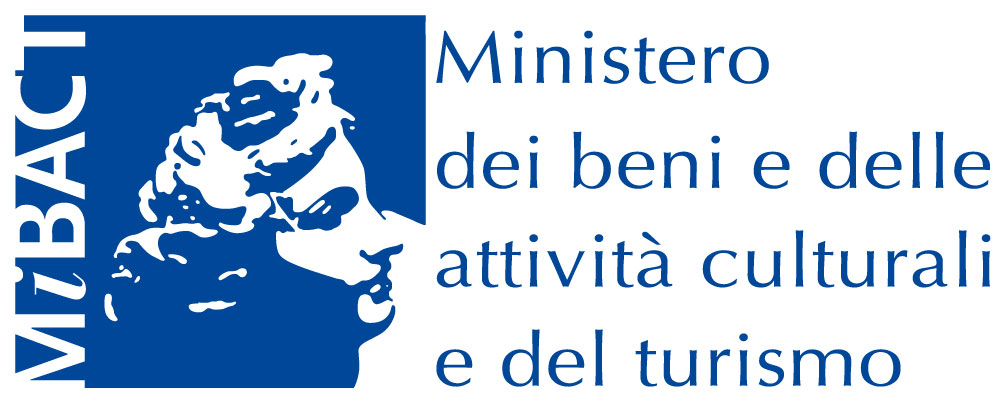 MiBACT
Ministero
dei beni e delle
attività culturali
e del turismo